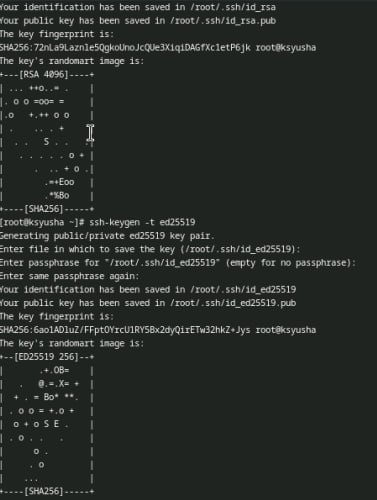 Your identification has been saved in /root/.ssh/id_rsa
Your public key has been saved in /root/.ssh/id_rsa.pub
The key fingerprint is:
SHA256:72nLa9Laznle5QgkoUnoJcQUe3XiqiDAGfXc1etP6jk root@ksyusha
The key's randomart image is:
+---[RSA 4096]----+
| ... ++o..= .    |
|. o o =oo= =     |
|.o   +.++ o o    |
| .    .. . +     |
|  . .   S . .   .|
|   . . . . . o + |
|      .  .. + o .|
|        .=+Eoo   |
|        .*%Bo    |
+----[SHA256]-----+
[root@ksyusha ~]# ssh-keygen -t ed25519
Generating public/private ed25519 key pair.
Enter file in which to save the key (/root/.ssh/id_ed25519):
Enter passphrase for "/root/.ssh/id_ed25519" (empty for no passphrase):
Enter same passphrase again:
Your identification has been saved in /root/.ssh/id_ed25519
Your public key has been saved in /root/.ssh/id_ed25519.pub
The key fingerprint is:
SHA256:6ao1ADluZ/FFptOYrcU1RY5Bx2dyQirETw32hkZ+Jys root@ksyusha
The key's randomart image is:
+--[ED25519 256]--+
|       .+.OB=    |
|   .   @.=.X= +  |
|  + . = Bo* **.  |
| . o o = +.o +   |
|  o + o S E .    |
| . o . .   .     |
|      o .        |
|     . o         |
|    ...          |
+----[SHA256]-----+